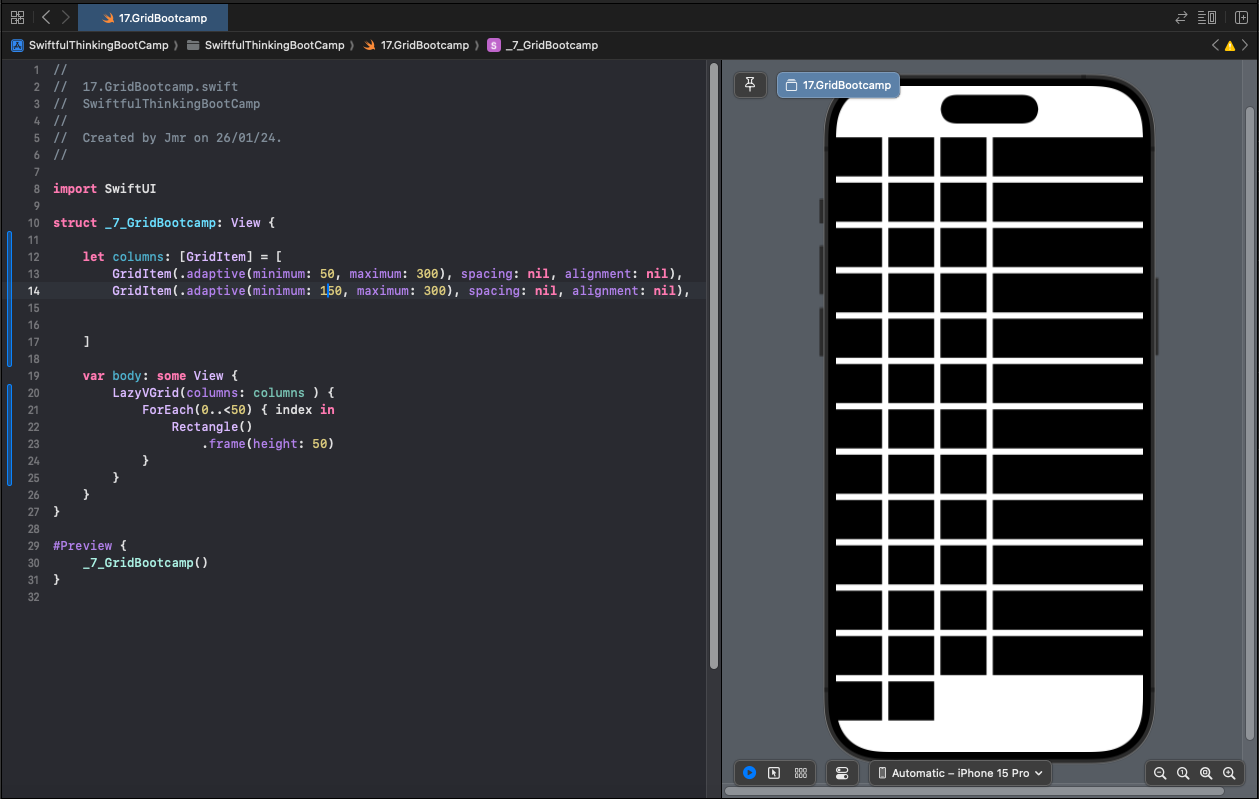 17.GridBootcamp
SwiftfulThinkingBootCamp 〉 SwiftfulThinkingBootCamp 〉 17.GridBootcamp 〉 S _7_GridBootcamp
1 //
2 //  17.GridBootcamp.swift
3 //  SwiftfulThinkingBootCamp
4 //
5 //  Created by Jmr on 26/01/24.
6 //
7
8 import SwiftUI
9
10 struct _7_GridBootcamp: View {
11
12     let columns: [GridItem] = [
13         GridItem(.adaptive(minimum: 50, maximum: 300), spacing: nil, alignment: nil),
14         GridItem(.adaptive(minimum: 150, maximum: 300), spacing: nil, alignment: nil),
15
16
17     ]
18
19     var body: some View {
20         LazyVGrid(columns: columns ) {
21             ForEach(0..<50) { index in
22                 Rectangle()
23                     .frame(height: 50)
24             }
25         }
26     }
27 }
28
29 #Preview {
30     _7_GridBootcamp()
31 }
32
17.GridBootcamp
Automatic – iPhone 15 Pro